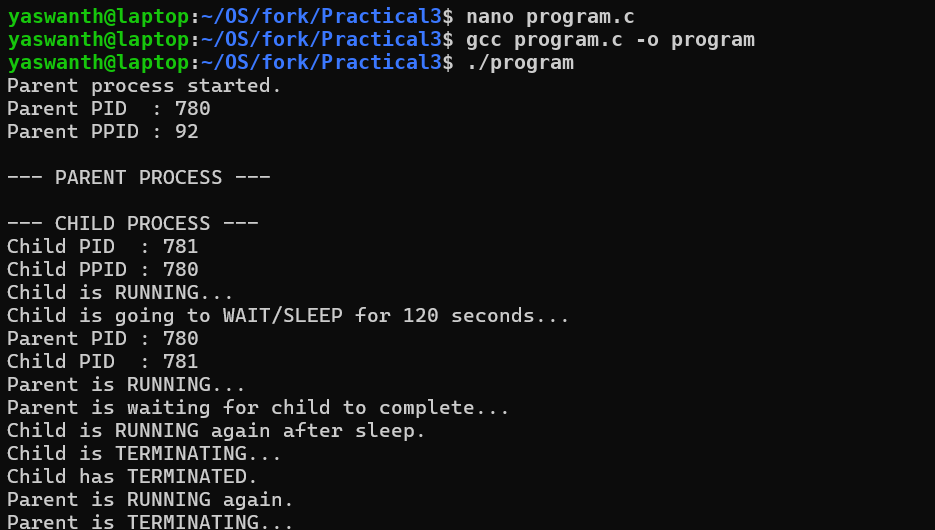 yaswanth@laptop:~/OS/fork/Practical3$ nano program.c
yaswanth@laptop:~/OS/fork/Practical3$ gcc program.c -o program
yaswanth@laptop:~/OS/fork/Practical3$ ./program
Parent process started.
Parent PID  : 780
Parent PPID : 92

--- PARENT PROCESS ---

--- CHILD PROCESS ---
Child PID  : 781
Child PPID : 780
Child is RUNNING...
Child is going to WAIT/SLEEP for 120 seconds...
Parent PID : 780
Child PID  : 781
Parent is RUNNING...
Parent is waiting for child to complete...
Child is RUNNING again after sleep.
Child is TERMINATING...
Child has TERMINATED.
Parent is RUNNING again.
Parent is TERMINATING...